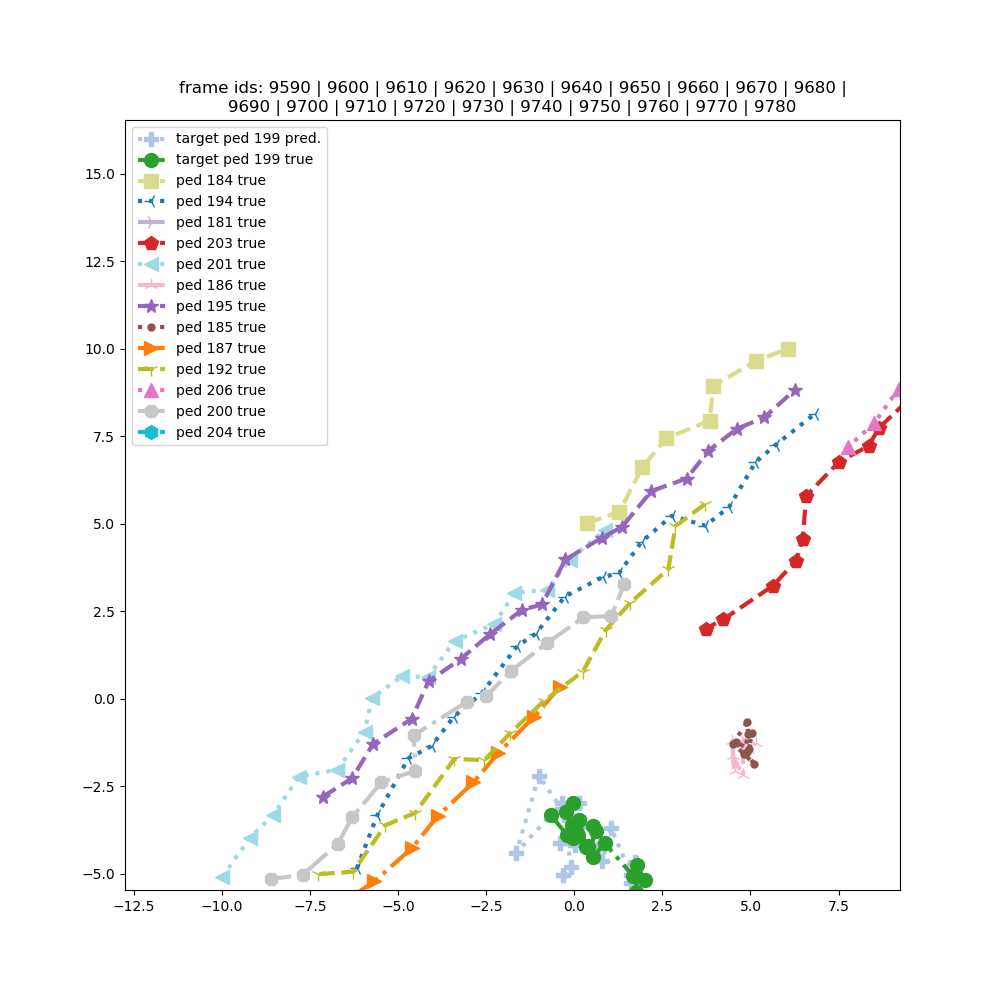 frame ids: 9590 | 9600 | 9610 | 9620 | 9630 | 9640 | 9650 | 9660 | 9670 | 9680 |
9690 | 9700 | 9710 | 9720 | 9730 | 9740 | 9750 | 9760 | 9770 | 9780
target ped 199 pred.
target ped 199 true
ped 184 true
ped 194 true
ped 181 true
ped 203 true
ped 201 true
ped 186 true
ped 195 true
ped 185 true
ped 187 true
ped 192 true
ped 206 true
ped 200 true
ped 204 true
15.0
12.5
10.0
7.5
5.0
2.5
0.0
−2.5
−5.0
−12.5 −10.0 −7.5 −5.0 −2.5 0.0 2.5 5.0 7.5